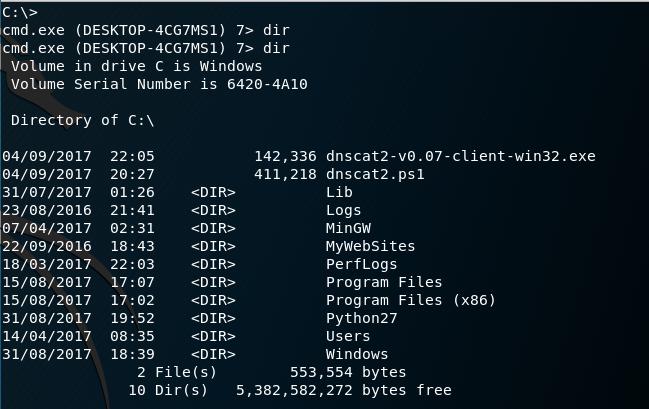 C:\>
cmd.exe (DESKTOP-4CG7MS1) 7> dir
cmd.exe (DESKTOP-4CG7MS1) 7> dir
 Volume in drive C is Windows
 Volume Serial Number is 6420-4A10

 Directory of C:\

04/09/2017  22:05           142,336 dnscat2-v0.07-client-win32.exe
04/09/2017  20:27           411,218 dnscat2.ps1
31/07/2017  01:26    <DIR>          Lib
23/08/2016  21:41    <DIR>          Logs
07/04/2017  02:31    <DIR>          MinGW
22/09/2016  18:43    <DIR>          MyWebSites
18/03/2017  22:03    <DIR>          PerfLogs
15/08/2017  17:07    <DIR>          Program Files
15/08/2017  17:02    <DIR>          Program Files (x86)
31/08/2017  19:52    <DIR>          Python27
14/04/2017  08:35    <DIR>          Users
31/08/2017  18:39    <DIR>          Windows
               2 File(s)        553,554 bytes
              10 Dir(s)   5,382,582,272 bytes free